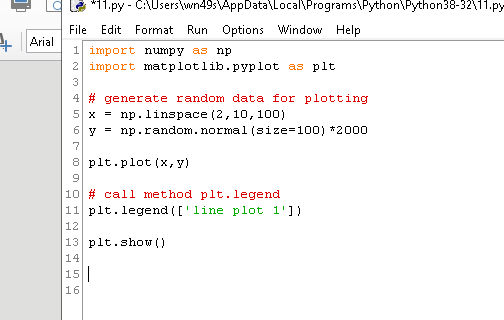 *11.py - C:\Users\wn49s\AppData\Local\Programs\Python\Python38-32\11.py
File Edit Format Run Options Window Help
Arial
1 import numpy as np
2 import matplotlib.pyplot as plt
3
4 # generate random data for plotting
5 x = np.linspace(2,10,100)
6 y = np.random.normal(size=100)*2000
7
8 plt.plot(x,y)
9
10 # call method plt.legend
11 plt.legend(['line plot 1'])
12
13 plt.show()
14
15
16